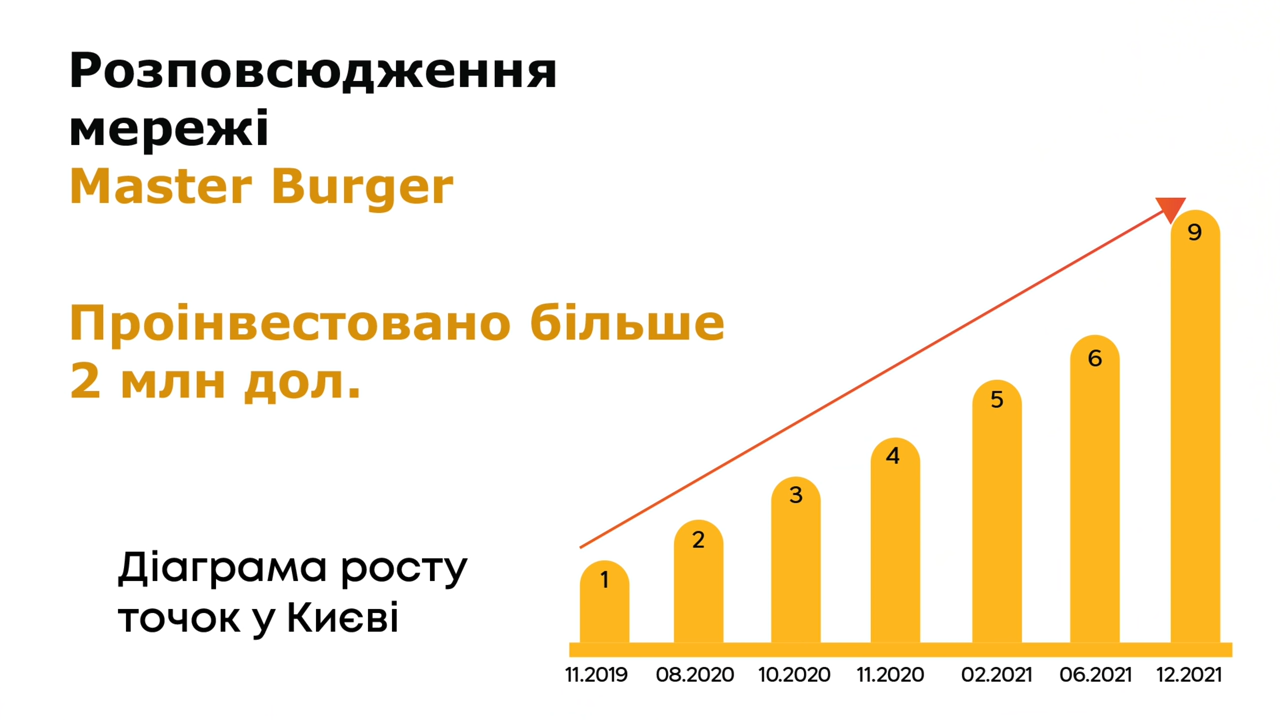 Розповсюдження
мережі
Master Burger
Проінвестовано більше
2 млн дол.
Діаграма росту
точок у Києві
1
2
3
4
5
6
9
11.2019 08.2020 10.2020 11.2020 02.2021 06.2021 12.2021